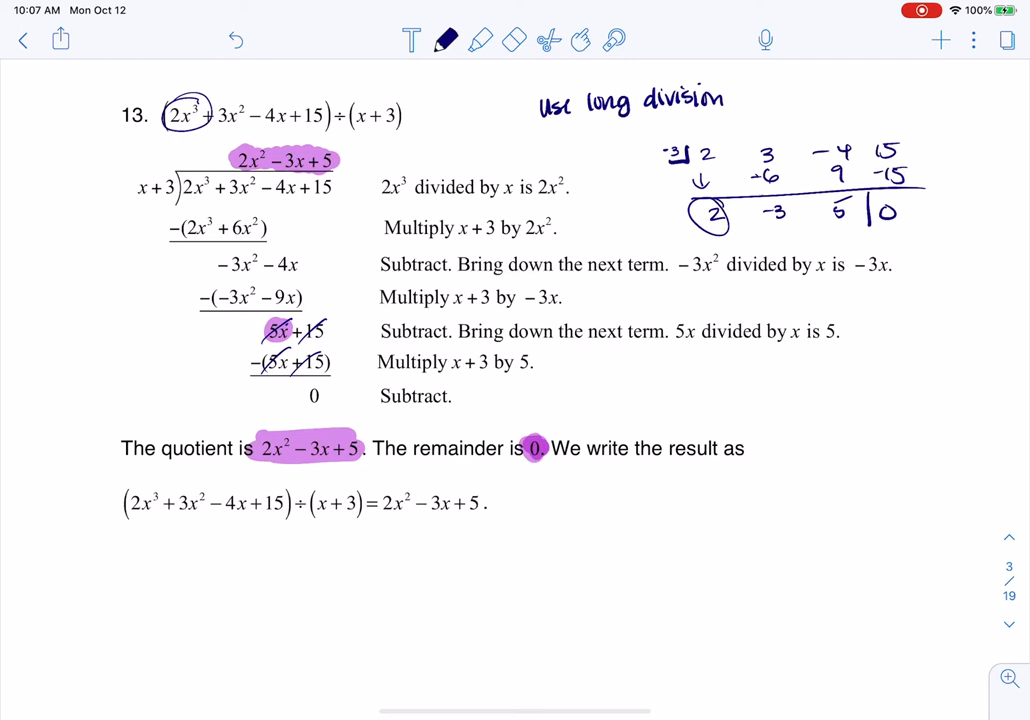 10:07 AM Mon Oct 12
100%
T
use long division
13. (2x³ + 3x² − 4x + 15) ÷ (x + 3)
-3 2 3 -4 15
↓ -6 9 -15
2 -3 5 | 0
2x² − 3x + 5
x + 3)2x³ + 3x² − 4x + 15 2x³ divided by x is 2x².
−(2x³ + 6x²) Multiply x + 3 by 2x².
− 3x² − 4x Subtract. Bring down the next term. − 3x² divided by x is − 3x.
−(−3x² − 9x) Multiply x + 3 by − 3x.
5x + 15 Subtract. Bring down the next term. 5x divided by x is 5.
−(5x + 15) Multiply x + 3 by 5.
0 Subtract.
The quotient is 2x² − 3x + 5. The remainder is 0. We write the result as
(2x³ + 3x² − 4x + 15) ÷ (x + 3) = 2x² − 3x + 5.
3
/
19